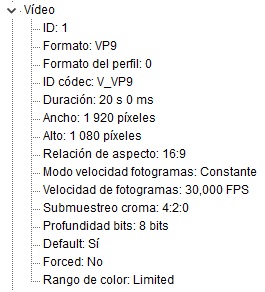 Vídeo
ID: 1
Formato: VP9
Formato del perfil: 0
ID códec: V_VP9
Duración: 20 s 0 ms
Ancho: 1 920 píxeles
Alto: 1 080 píxeles
Relación de aspecto: 16:9
Modo velocidad fotogramas: Constante
Velocidad de fotogramas: 30,000 FPS
Submuestreo croma: 4:2:0
Profundidad bits: 8 bits
Default: Sí
Forced: No
Rango de color: Limited